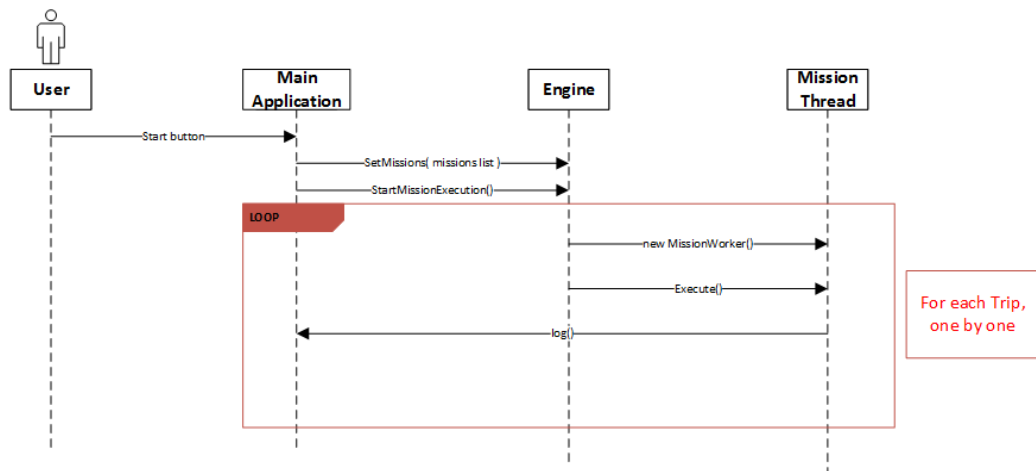 User
Main
Application
Engine
Mission
Thread
Start button
SetMissions( missions list )
StartMissionExecution()
LOOP
new MissionWorker()
Execute()
For each Trip,
one by one
log()